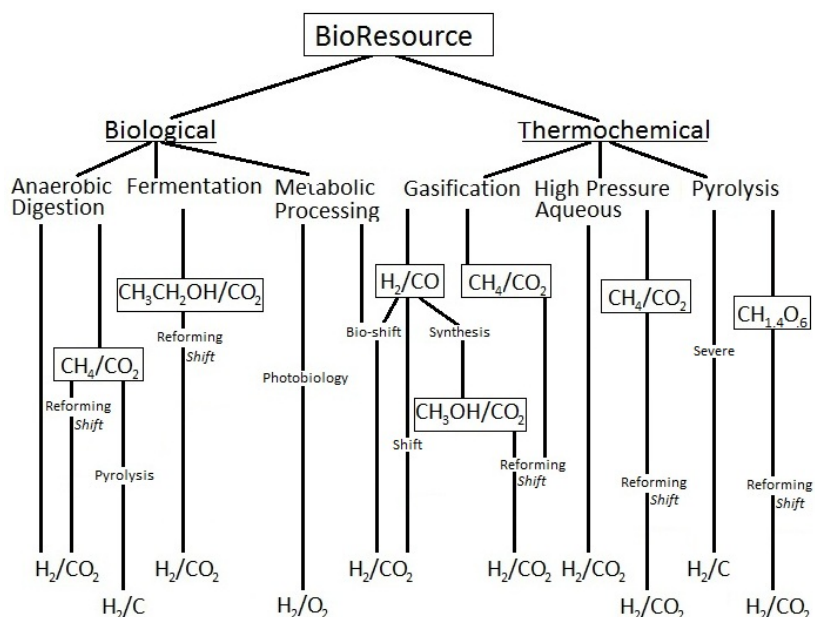 BioResource
Biological
Thermochemical
Anaerobic
Digestion
Fermentation
Metabolic
Processing
Gasification
High Pressure
Aqueous
Pyrolysis
CH₃CH₂OH/CO₂
H₂/CO
CH₄/CO₂
CH₄/CO₂
CH₁.₄O.₆
Reforming
Shift
Bio-shift
Synthesis
CH₄/CO₂
Severe
Photobiology
Reforming
Shift
CH₃OH/CO₂
Shift
Pyrolysis
Reforming
Shift
Reforming
Shift
Reforming
Shift
H₂/CO₂
H₂/CO₂
H₂/CO₂
H₂/CO₂
H₂/CO₂
H₂/C
H₂/C
H₂/O₂
H₂/CO₂
H₂/CO₂